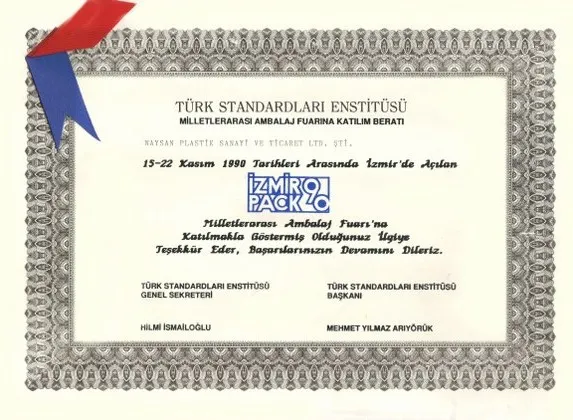 TÜRK STANDARDLARI ENSTİTÜSÜ
MİLLETLERARASI AMBALAJ FUARINA KATILIM BERATI
NAYSAN PLASTİK SANAYİ VE TİCARET LTD. ŞTİ.
15-22 Kasım 1990 Tarihleri Arasında İzmir'de Açılan
İZMİR 90
PACK
Milletlerarası Ambalaj Fuarı'na
Katılmakla Göstermiş Olduğunuz İlgiye
Teşekkür Eder, Başarılarınızın Devamını Dileriz.
TÜRK STANDARDLARI ENSTİTÜSÜ
GENEL SEKRETERİ
TÜRK STANDARDLARI ENSTİTÜSÜ
BAŞKANI
HİLMİ İSMAİLOĞLU
MEHMET YILMAZ ARIYÖRÜK